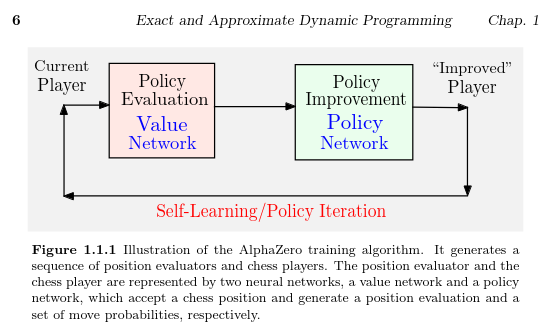 6 Exact and Approximate Dynamic Programming Chap. 1
Current
Player
Policy
Evaluation
Value
Network
Policy
Improvement
Policy
Network
“Improved”
Player
Self-Learning/Policy Iteration
Figure 1.1.1 Illustration of the AlphaZero training algorithm. It generates a
sequence of position evaluators and chess players. The position evaluator and the
chess player are represented by two neural networks, a value network and a policy
network, which accept a chess position and generate a position evaluation and a
set of move probabilities, respectively.